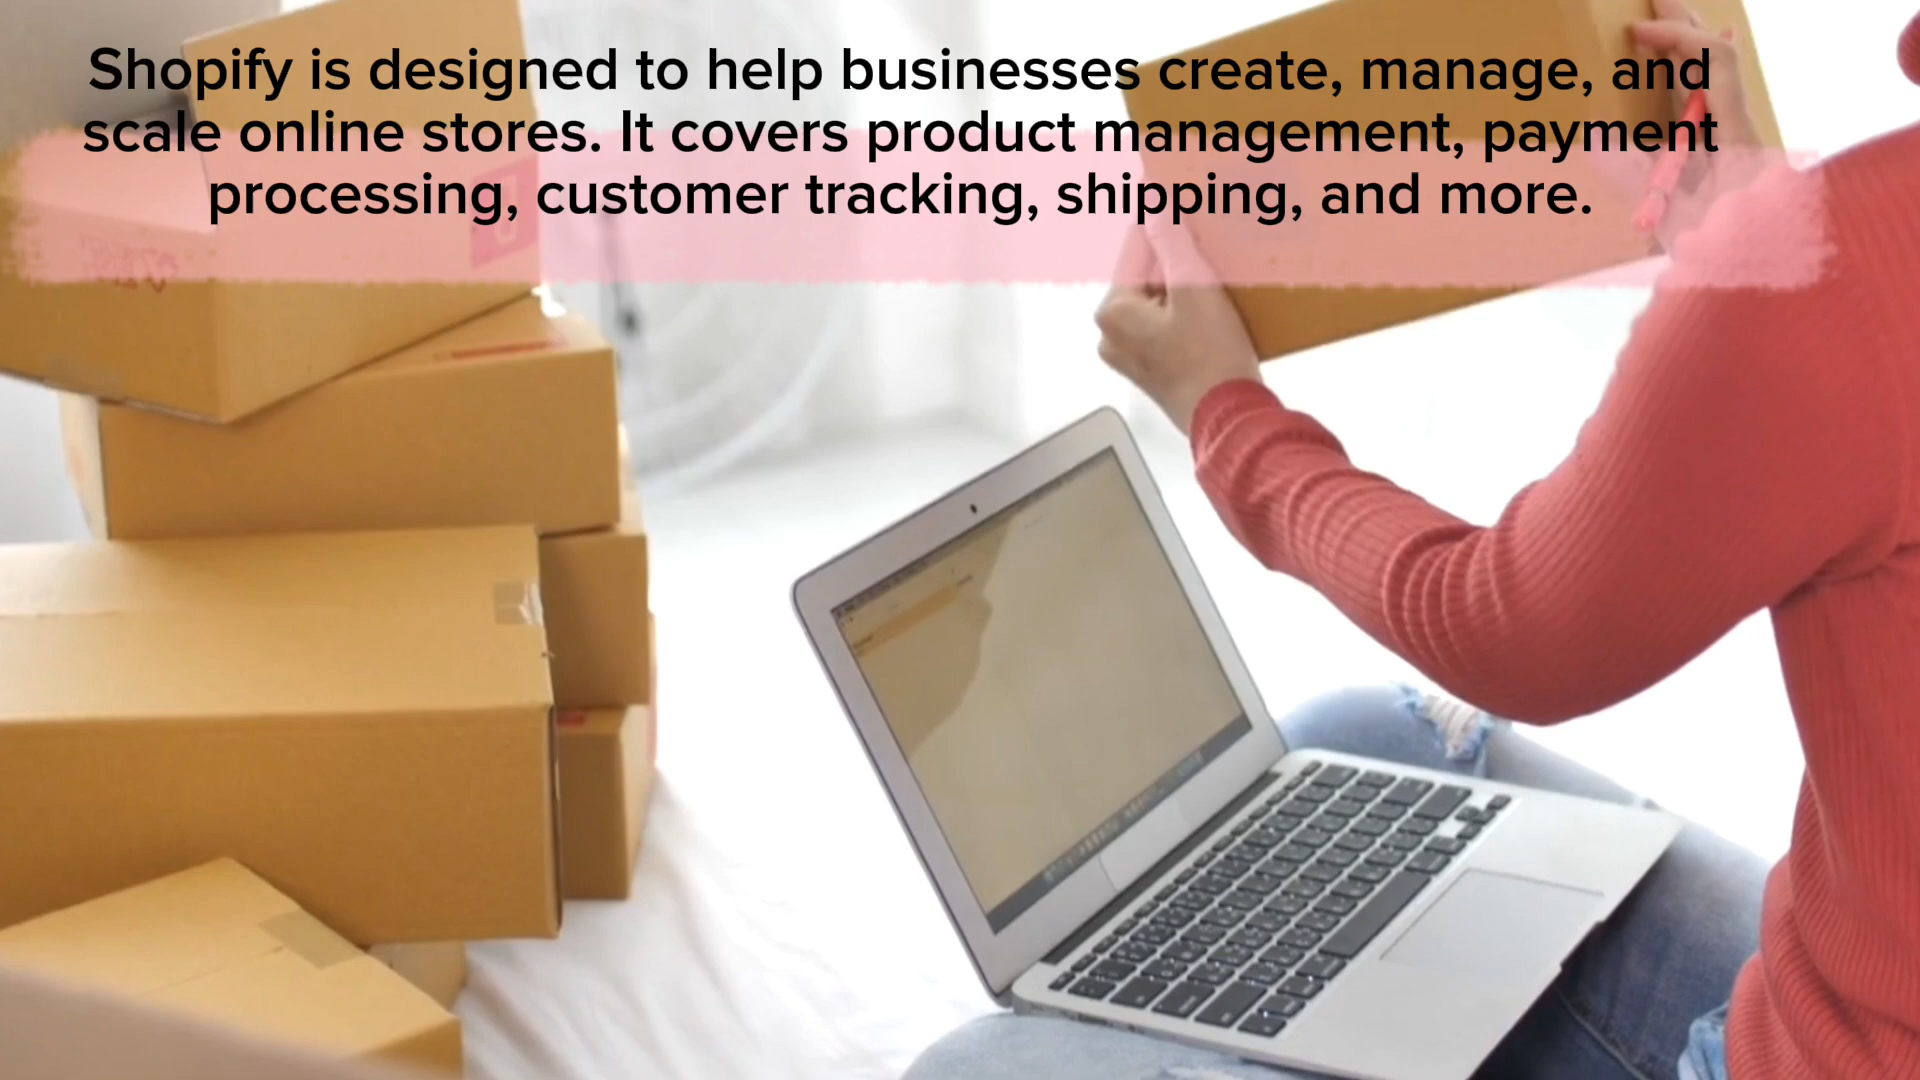 Shopify is designed to help businesses create, manage, and
scale online stores. It covers product management, payment
processing, customer tracking, shipping, and more.